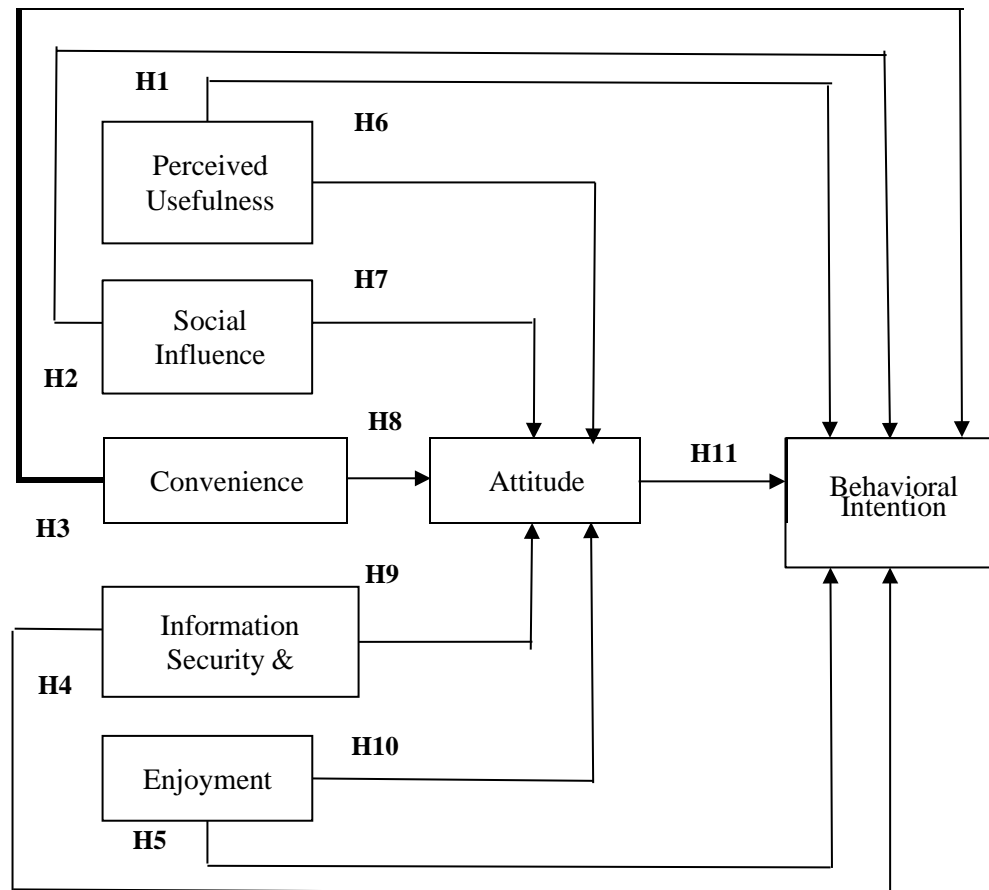 H1
H6
Perceived
Usefulness
H7
Social
Influence
H2
H8
Convenience
Attitude
H11
Behavioral
Intention
H3
H9
Information
Security &
H4
H10
Enjoyment
H5